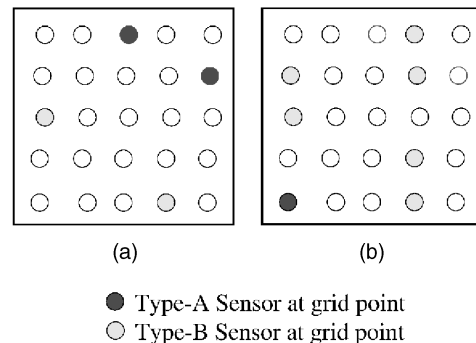 (a) (b)
Type-A Sensor at grid point
Type-B Sensor at grid point